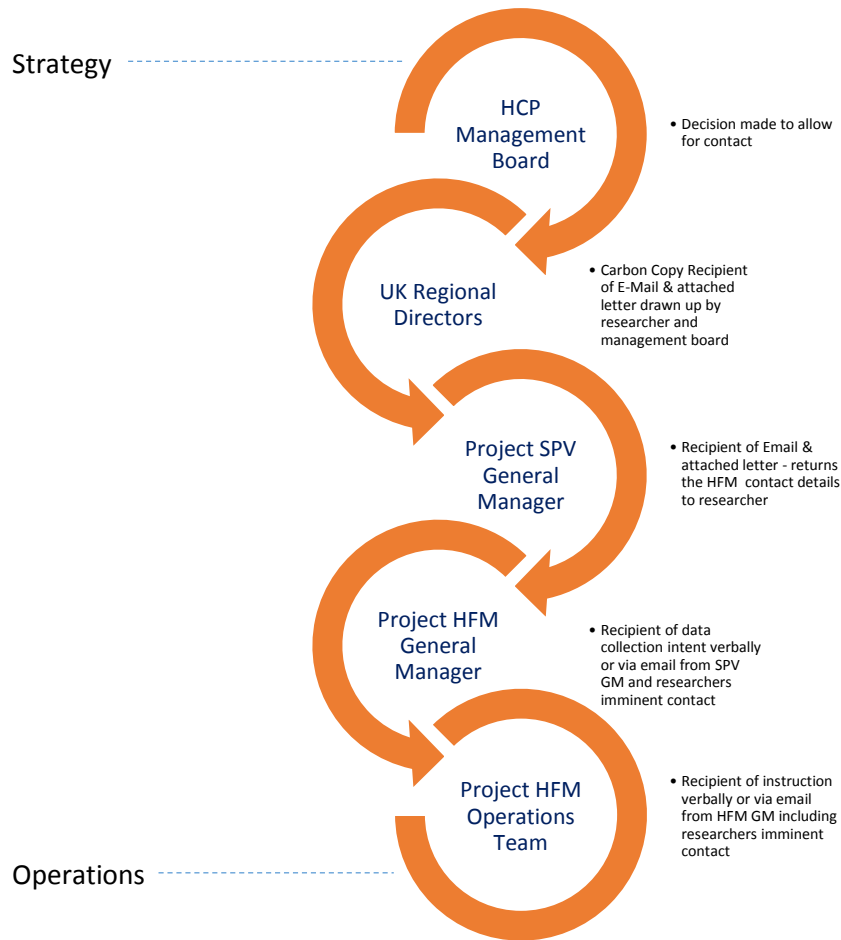 Strategy
HCP
Management
Board
• Decision made to allow
for contact
UK Regional
Directors
• Carbon Copy Recipient
of E-Mail & attached
letter drawn up by
researcher and
management board
Project SPV
General
Manager
• Recipient of Email &
attached letter - returns
the HFM  contact details
to researcher
Project HFM
General
Manager
• Recipient of data
collection intent verbally
or via email from SPV
GM and researchers
imminent contact
Project HFM
Operations
Team
• Recipient of instruction
verbally or via email
from HFM GM including
researchers imminent
contact
Operations